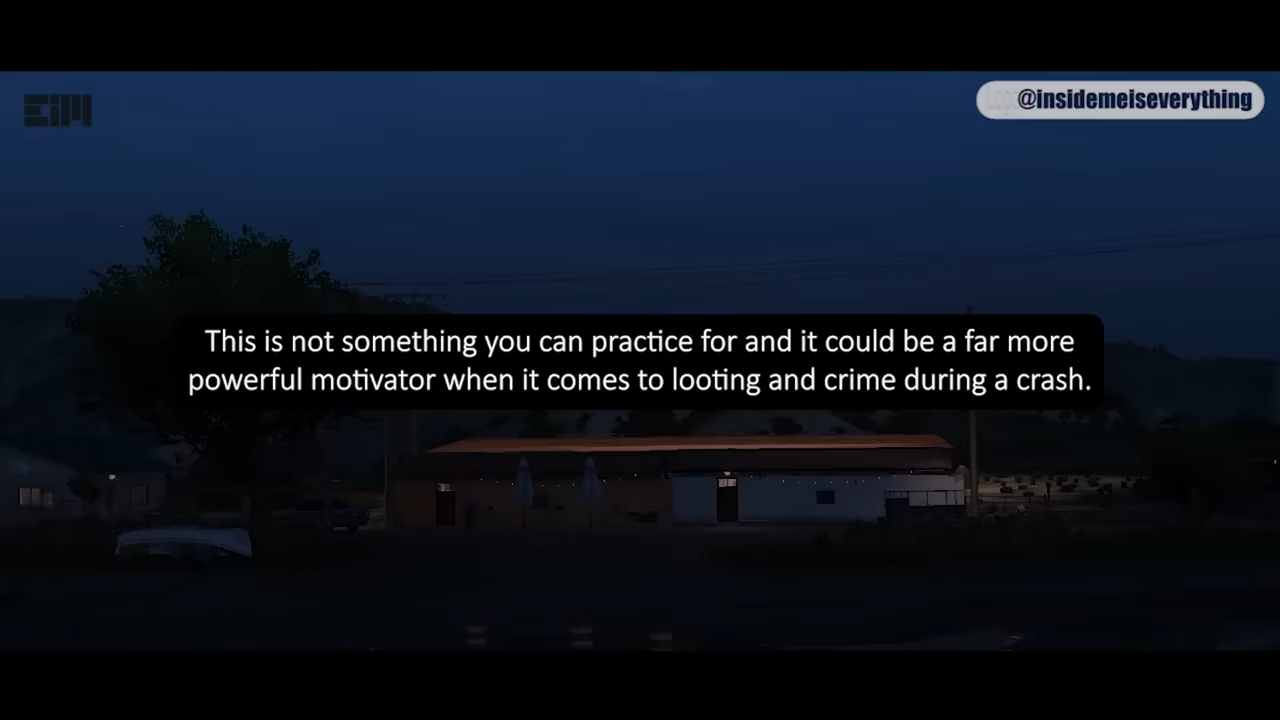 EiM
@insidemeiseverything
This is not something you can practice for and it could be a far more
powerful motivator when it comes to looting and crime during a crash.